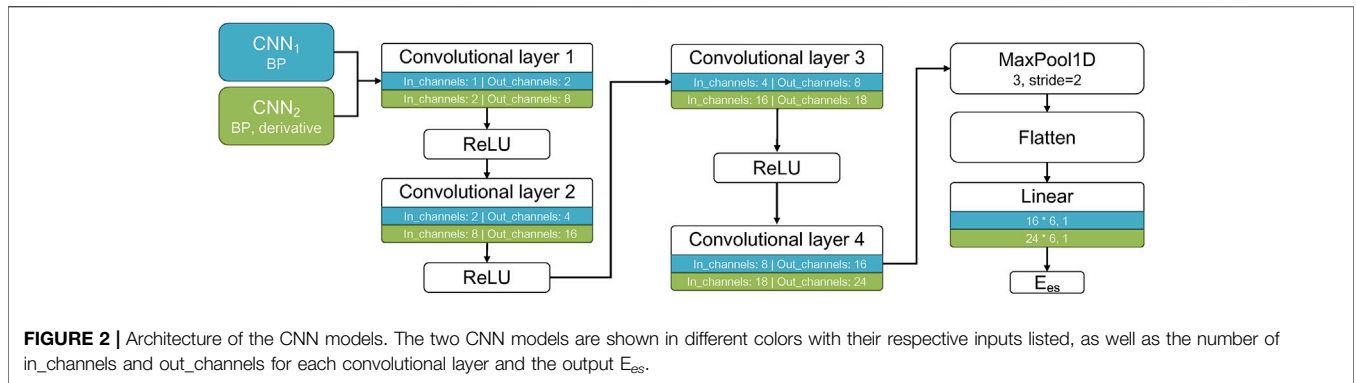 CNN₁
BP
CNN₂
BP, derivative
Convolutional layer 1
In_channels: 1 | Out_channels: 2
In_channels: 2 | Out_channels: 8
ReLU
Convolutional layer 2
In_channels: 2 | Out_channels: 4
In_channels: 8 | Out_channels: 16
ReLU
Convolutional layer 3
In_channels: 4 | Out_channels: 8
In_channels: 16 | Out_channels: 18
ReLU
Convolutional layer 4
In_channels: 8 | Out_channels: 16
In_channels: 18 | Out_channels: 24
MaxPool1D
3, stride=2
Flatten
Linear
16 * 6, 1
24 * 6, 1
Ees
FIGURE 2 | Architecture of the CNN models. The two CNN models are shown in different colors with their respective inputs listed, as well as the number of
in_channels and out_channels for each convolutional layer and the output Ees.